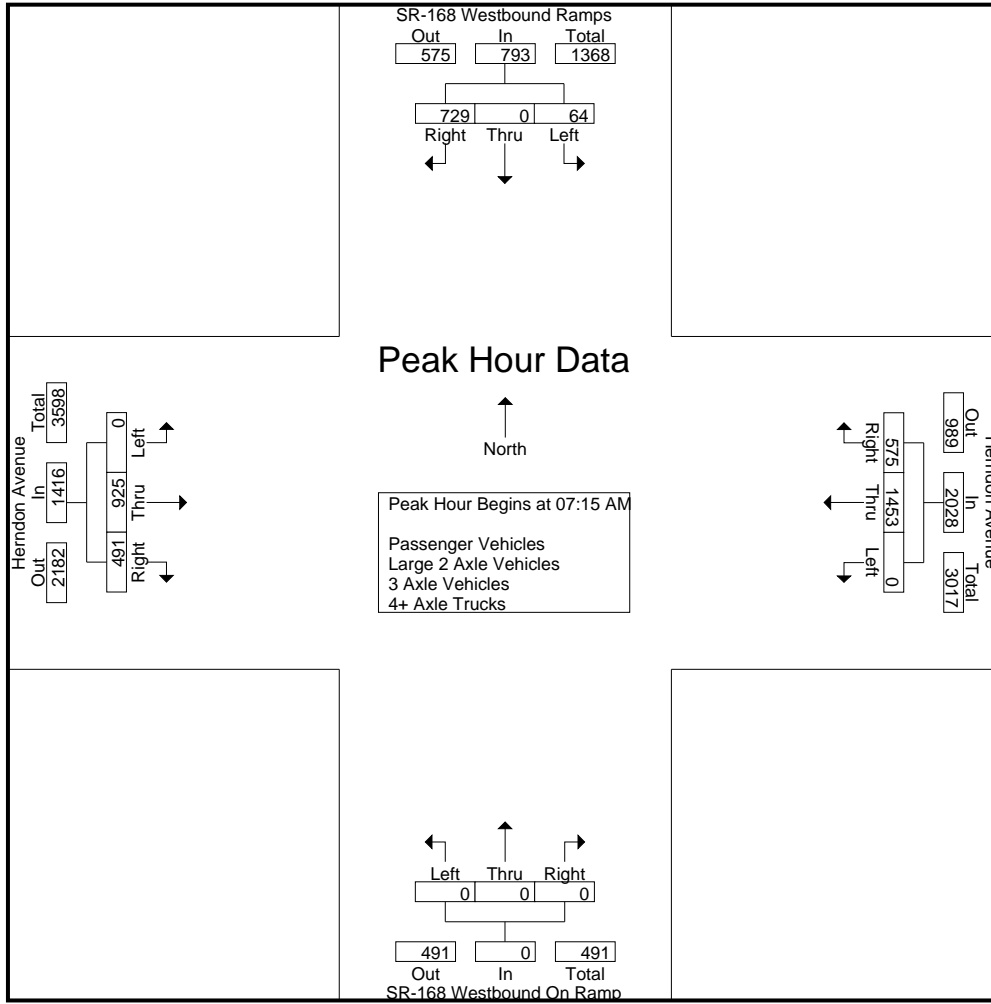 SR-168 Westbound Ramps
Out In Total
575 793 1368
729 0 64
Right Thru Left
Peak Hour Data
North
Peak Hour Begins at 07:15 AM
Passenger Vehicles
Large 2 Axle Vehicles
3 Axle Vehicles
4+ Axle Trucks
Herndon Avenue
Out In Total
2182 1416 3598
491 925 0
Right Thru Left
Herndon Avenue
Out In Total
989 2028 3017
575 1453 0
Right Thru Left
Left Thru Right
0 0 0
491 0 491
Out In Total
SR-168 Westbound On Ramp